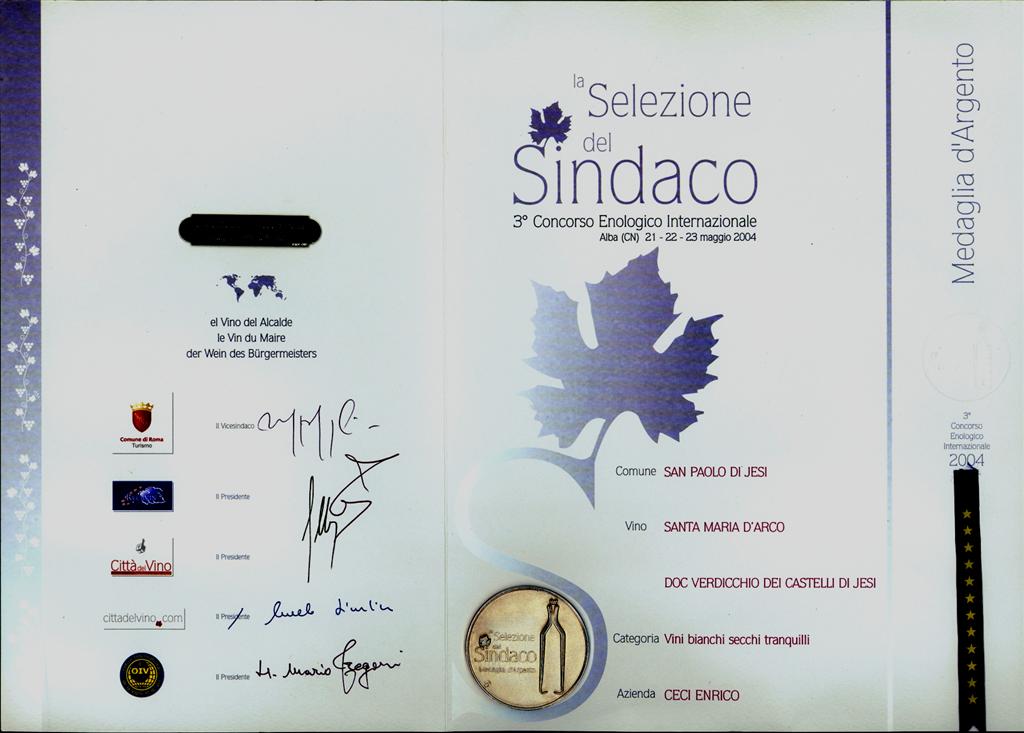 el Vino del Alcalde
le Vin du Maire
der Wein des Bürgermeisters
Comune di Roma
Turismo
Il Vicesindaco
Il Presidente
Città del Vino
Il Presidente
cittadelvino.com
Il Presidente
OIV
Il Presidente
la
Selezione
del
Sindaco
3° Concorso Enologico Internazionale
Alba (CN) 21 - 22 - 23 maggio 2004
Comune SAN PAOLO DI JESI
Vino SANTA MARIA D'ARCO
DOC VERDICCHIO DEI CASTELLI DI JESI
Categoria Vini bianchi secchi tranquilli
Azienda CECI ENRICO
la Selezione
del
Sindaco
Medaglia d'Argento
Medaglia d'Argento
3°
Concorso
Enologico
Internazionale
2004